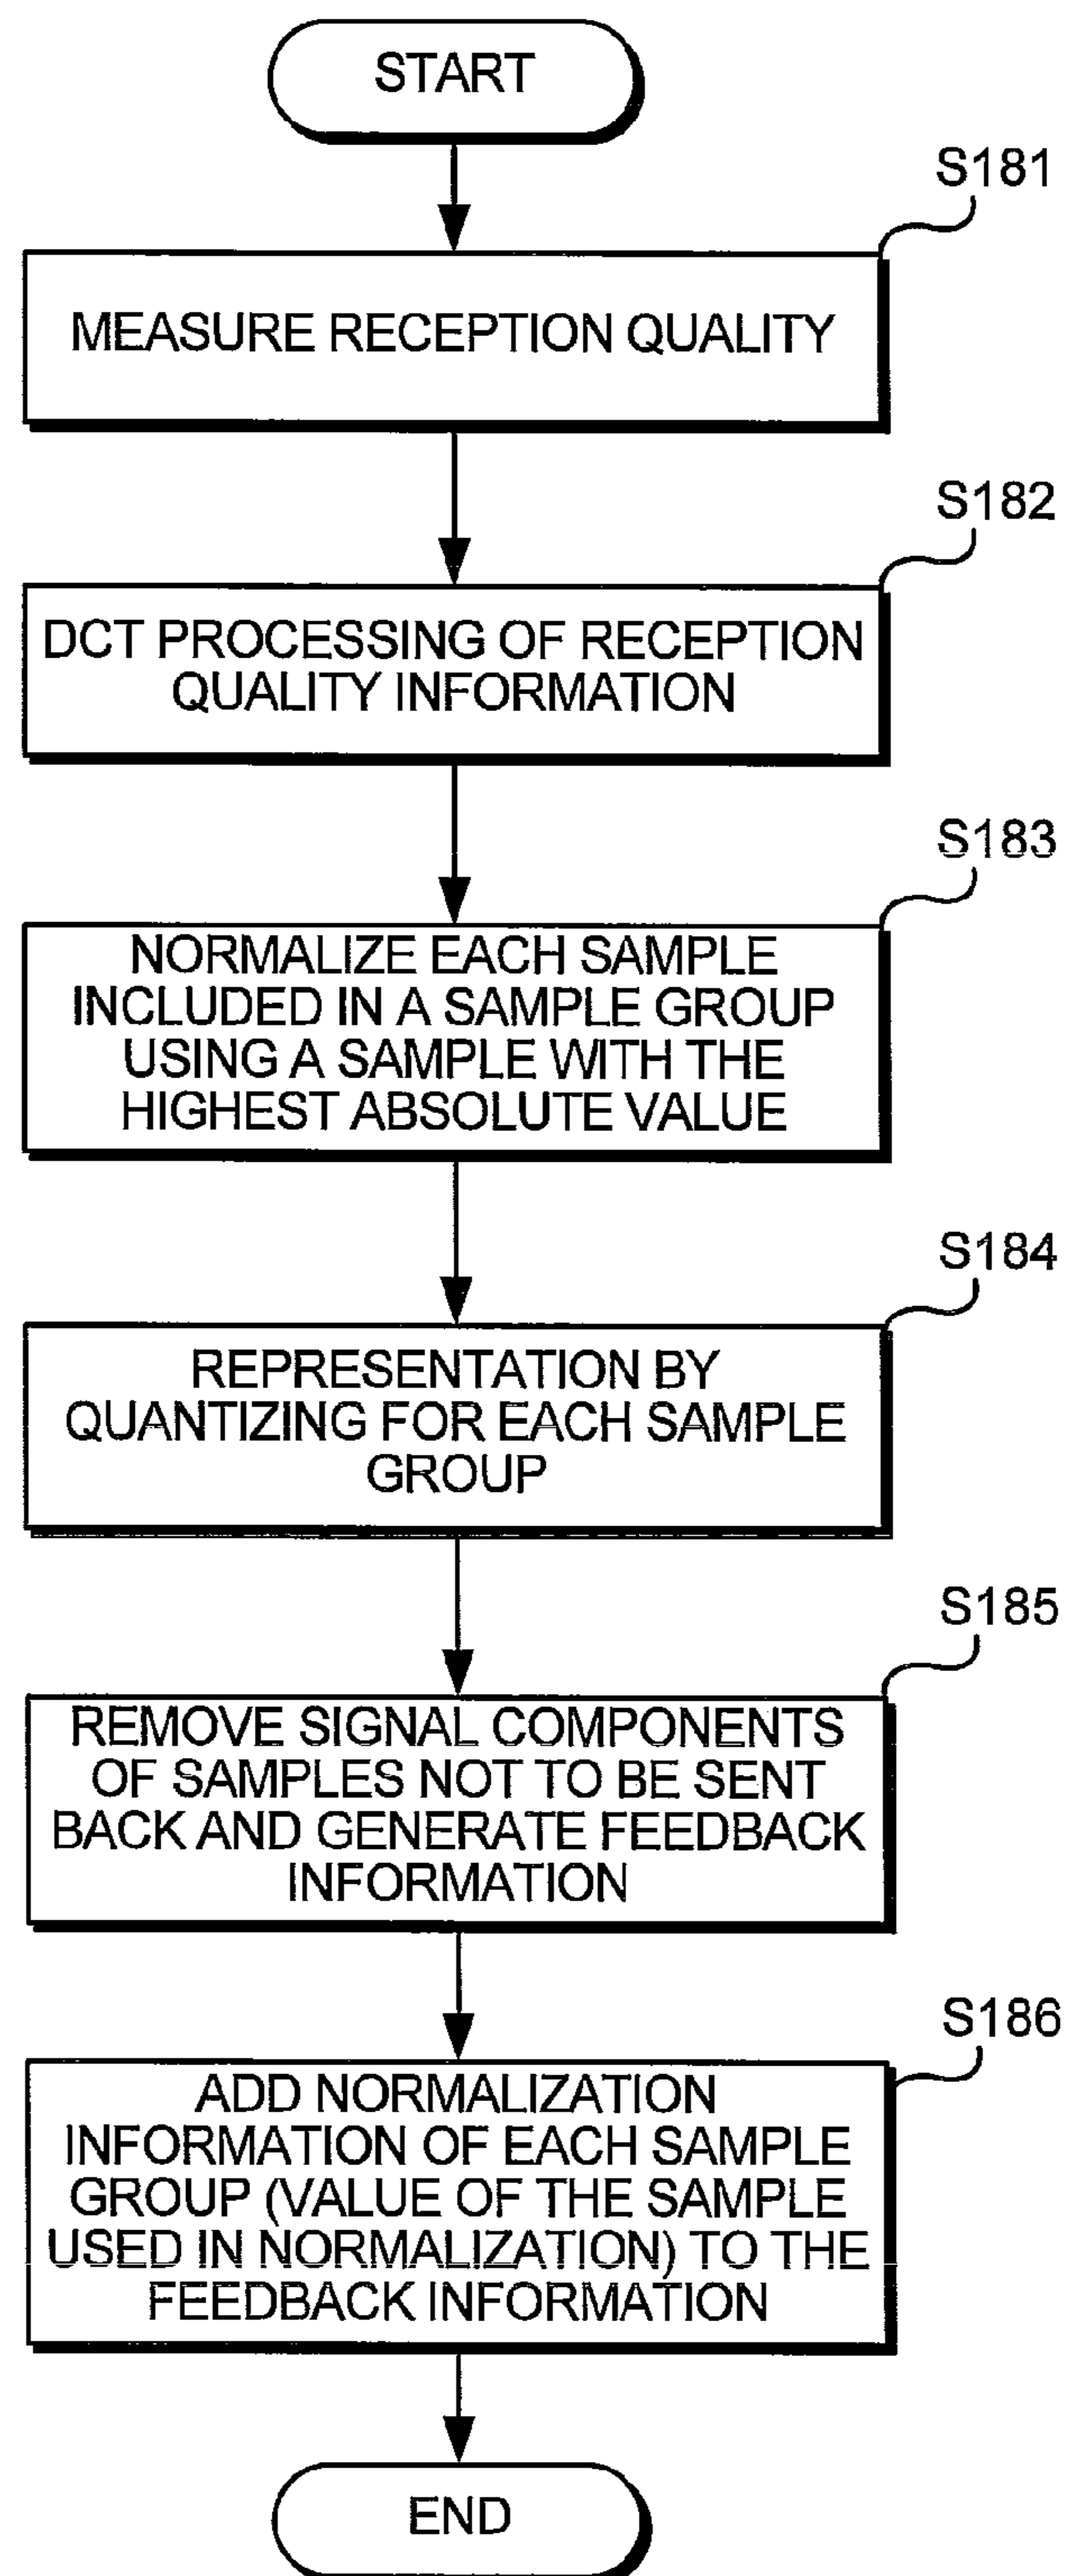 START
S181
MEASURE RECEPTION QUALITY
S182
DCT PROCESSING OF RECEPTION
QUALITY INFORMATION
S183
NORMALIZE EACH SAMPLE
INCLUDED IN A SAMPLE GROUP
USING A SAMPLE WITH THE
HIGHEST ABSOLUTE VALUE
S184
REPRESENTATION BY
QUANTIZING FOR EACH SAMPLE
GROUP
S185
REMOVE SIGNAL COMPONENTS
OF SAMPLES NOT TO BE SENT
BACK AND GENERATE FEEDBACK
INFORMATION
S186
ADD NORMALIZATION
INFORMATION OF EACH SAMPLE
GROUP (VALUE OF THE SAMPLE
USED IN NORMALIZATION) TO THE
FEEDBACK INFORMATION
END